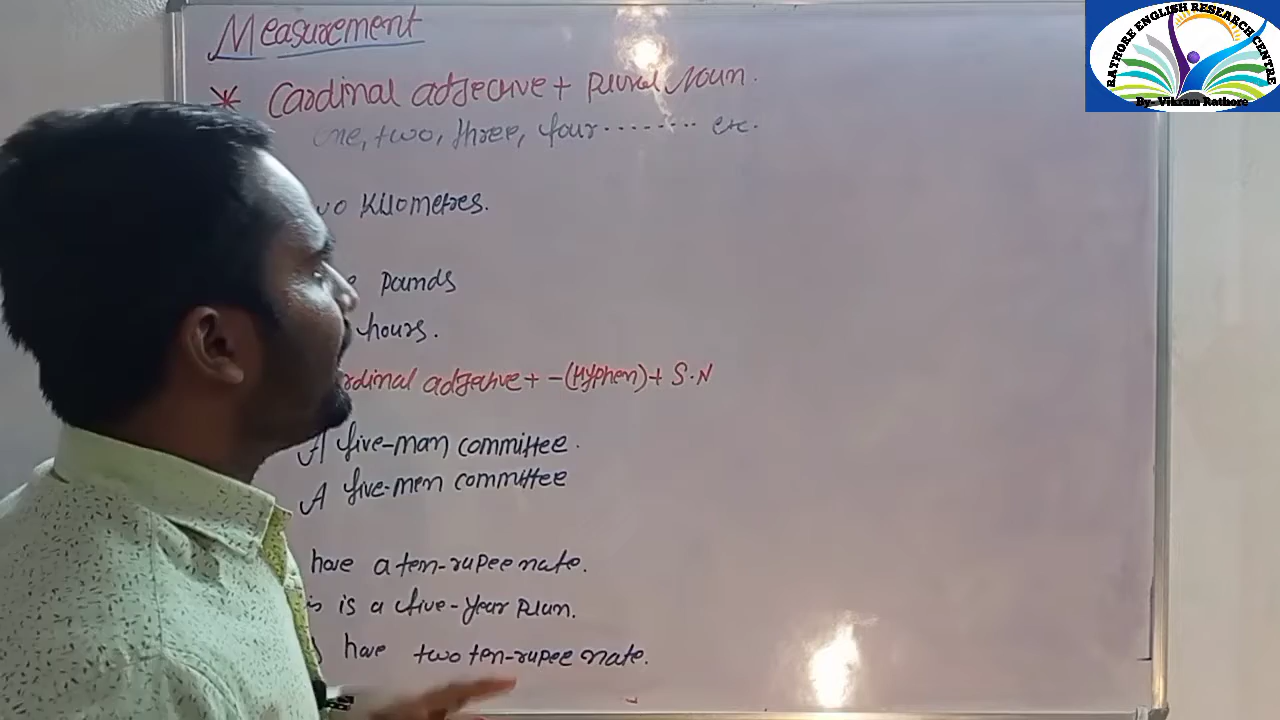 Measurement
* Cardinal adjective + plural Noun.
One, two, three, four ........ etc.
Kilometres.
pounds
hours.
adjective + -(Hyphen) + S.N
A five-man committee.
A five-men committee
have a ten-rupee note.
is a five-year plan.
have two ten-rupee note.
RATHORE ENGLISH RESEARCH CENTRE
By- Vikram Rathore